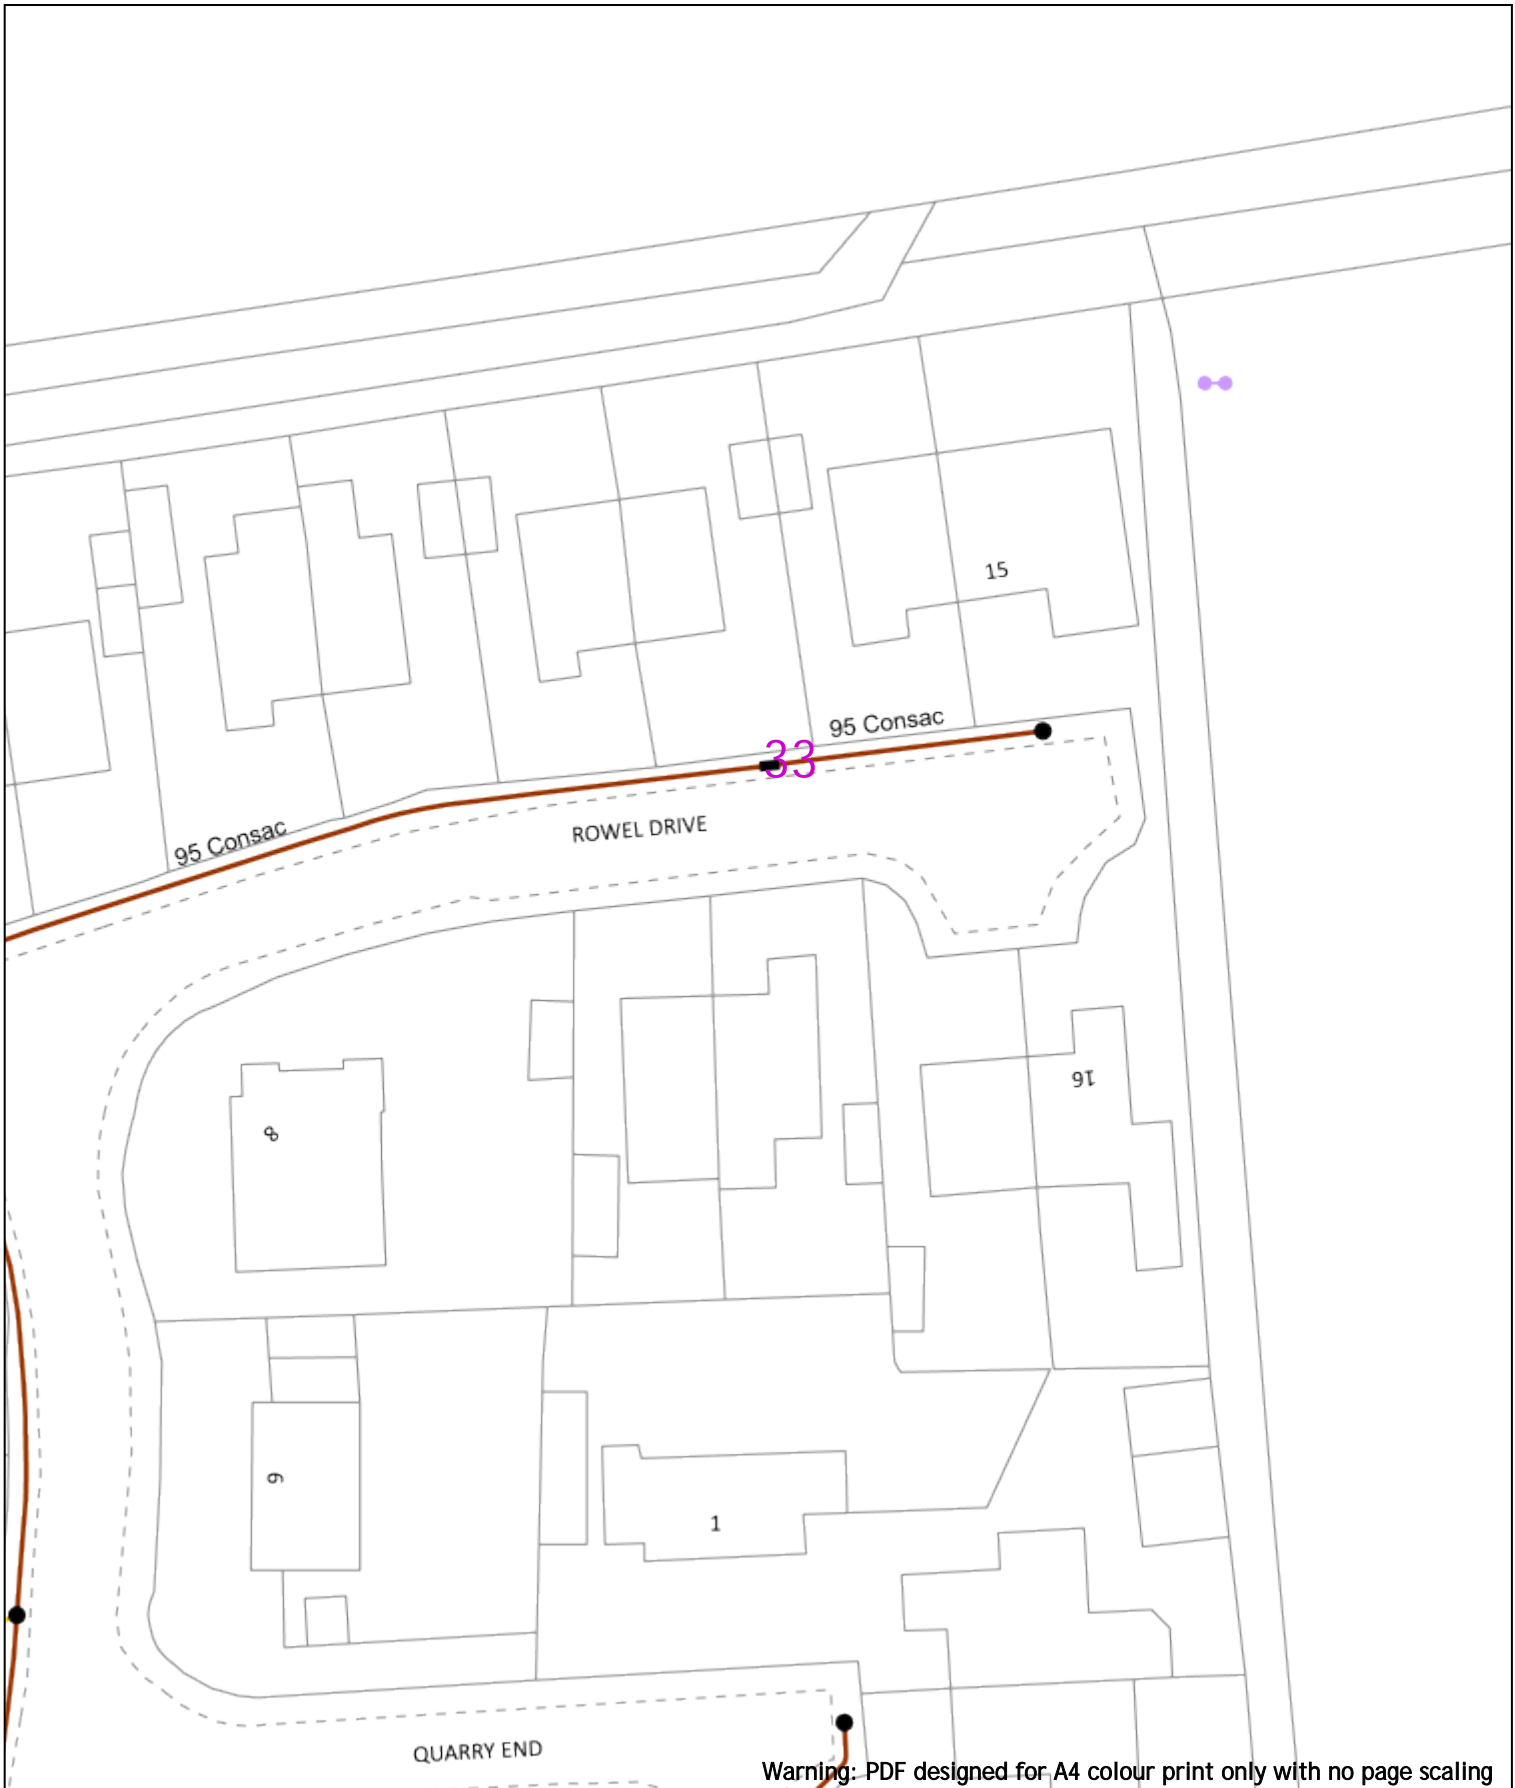 15
95 Consac
33
95 Consac
ROWEL DRIVE
16
8
9
1
QUARRY END
Warning: PDF designed for A4 colour print only with no page scaling